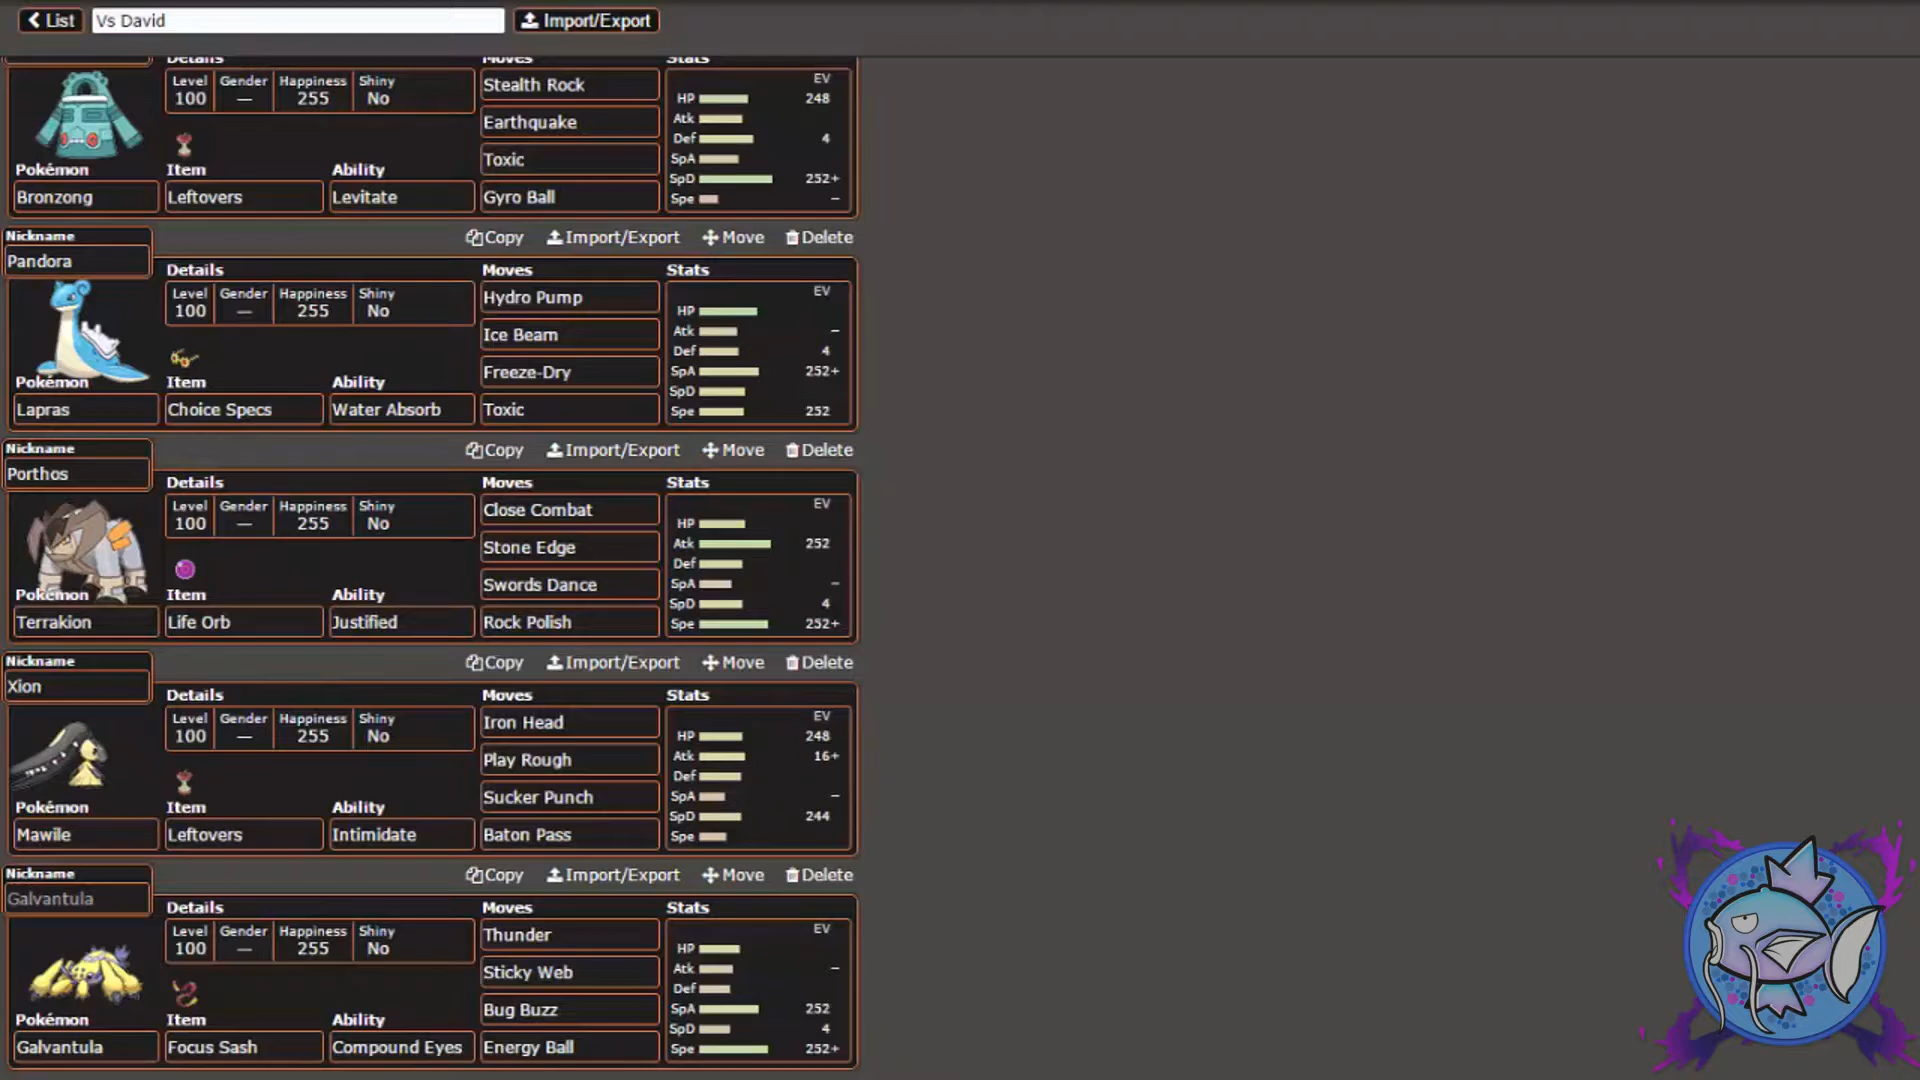 List
Vs David
Import/Export
Details
Moves
Stats
Level Gender Happiness Shiny
100 — 255 No
Pokémon
Bronzong
Item
Leftovers
Ability
Levitate
Stealth Rock
Earthquake
Toxic
Gyro Ball
EV
HP 248
Atk
Def 4
SpA
SpD 252+
Spe −
Nickname
Pandora
Copy Import/Export Move Delete
Details
Level Gender Happiness Shiny
100 — 255 No
Pokémon
Lapras
Item
Choice Specs
Ability
Water Absorb
Moves
Hydro Pump
Ice Beam
Freeze-Dry
Toxic
Stats
EV
HP
Atk −
Def 4
SpA 252+
SpD
Spe 252
Nickname
Porthos
Copy Import/Export Move Delete
Details
Level Gender Happiness Shiny
100 — 255 No
Pokémon
Terrakion
Item
Life Orb
Ability
Justified
Moves
Close Combat
Stone Edge
Swords Dance
Rock Polish
Stats
EV
HP
Atk 252
Def
SpA −
SpD 4
Spe 252+
Nickname
Xion
Copy Import/Export Move Delete
Details
Level Gender Happiness Shiny
100 — 255 No
Pokémon
Mawile
Item
Leftovers
Ability
Intimidate
Moves
Iron Head
Play Rough
Sucker Punch
Baton Pass
Stats
EV
HP 248
Atk 16+
Def
SpA −
SpD 244
Spe
Nickname
Galvantula
Copy Import/Export Move Delete
Details
Level Gender Happiness Shiny
100 — 255 No
Pokémon
Galvantula
Item
Focus Sash
Ability
Compound Eyes
Moves
Thunder
Sticky Web
Bug Buzz
Energy Ball
Stats
EV
HP
Atk −
Def
SpA 252
SpD 4
Spe 252+